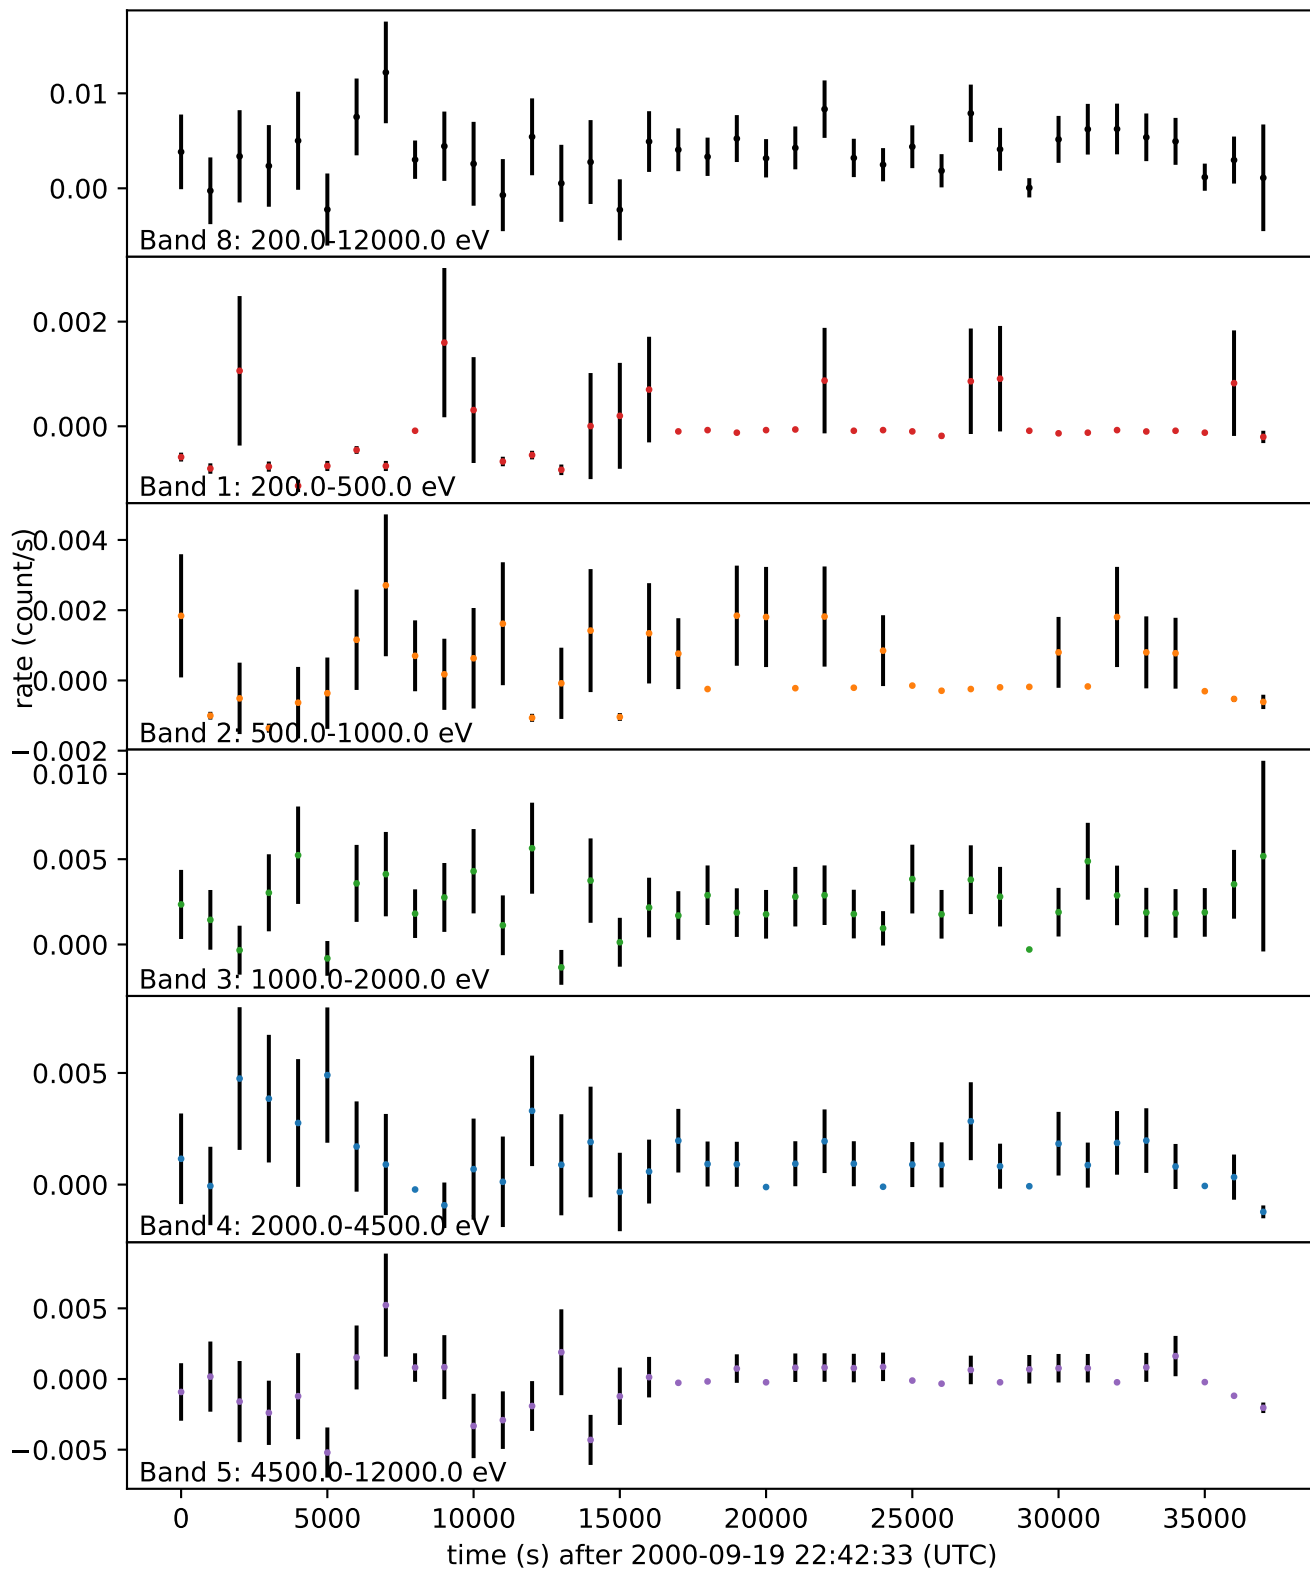 0.01
0.00
Band 8: 200.0-12000.0 eV
0.002
0.000
Band 1: 200.0-500.0 eV
rate (count/s)
0.004
0.002
0.000
−0.002
Band 2: 500.0-1000.0 eV
0.010
0.005
0.000
Band 3: 1000.0-2000.0 eV
0.005
0.000
Band 4: 2000.0-4500.0 eV
0.005
0.000
−0.005
Band 5: 4500.0-12000.0 eV
0 5000 10000 15000 20000 25000 30000 35000
time (s) after 2000-09-19 22:42:33 (UTC)